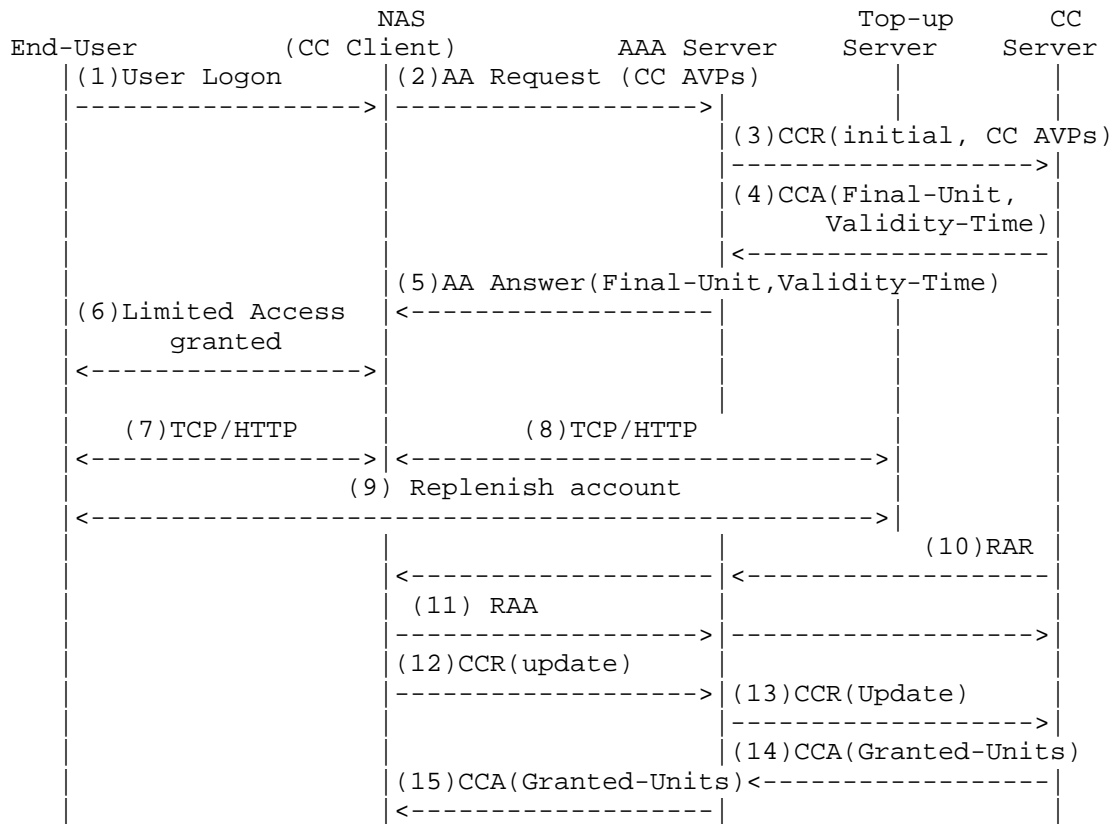 NAS Top-up CC
End-User (CC Client) AAA Server Server Server
(1)User Logon (2)AA Request (CC AVPs)
(3)CCR(initial, CC AVPs)
(4)CCA(Final-Unit,
Validity-Time)
(5)AA Answer(Final-Unit,Validity-Time)
(6)Limited Access
granted
(7)TCP/HTTP (8)TCP/HTTP
(9) Replenish account
(10)RAR
(11) RAA
(12)CCR(update)
(13)CCR(Update)
(14)CCA(Granted-Units)
(15)CCA(Granted-Units)